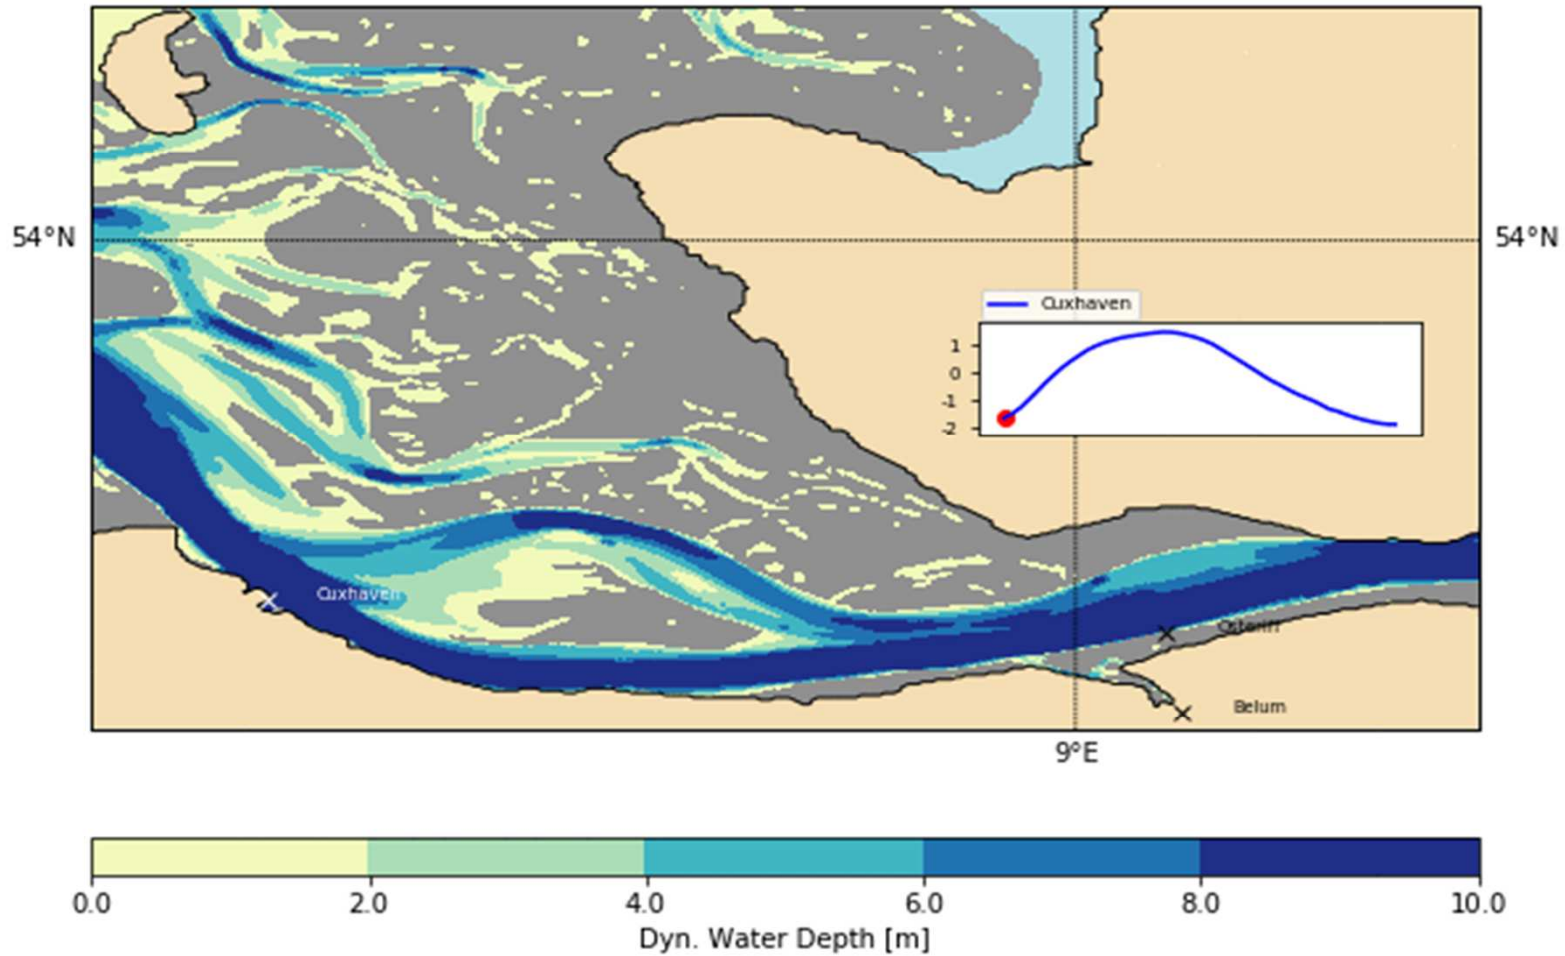 54°N
54°N
Cuxhaven
1
0
-1
-2
Cuxhaven
Osteriff
Belum
9°E
0.0 2.0 4.0 6.0 8.0 10.0
Dyn. Water Depth [m]